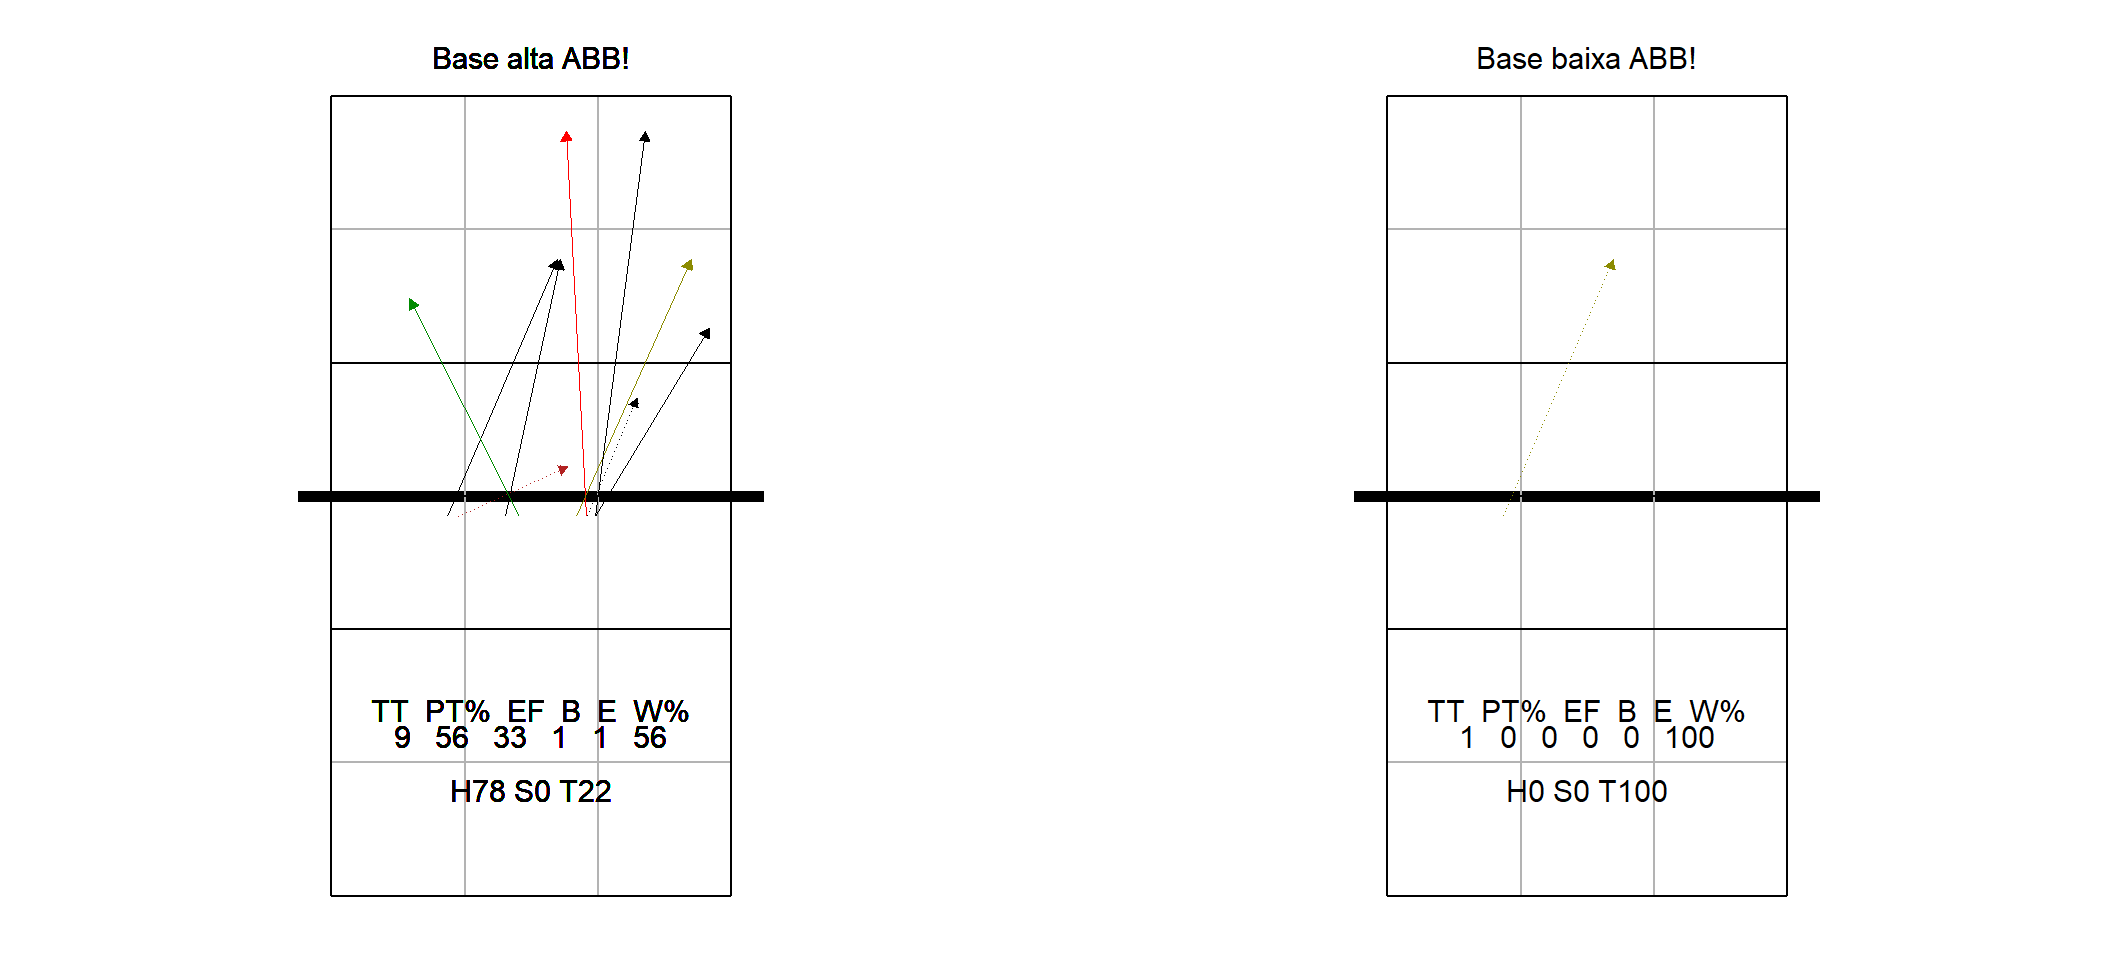 Base alta ABB!
TT PT% EF B E W%
9 56 33 1 1 56
H78 S0 T22
Base baixa ABB!
TT PT% EF B E W%
1 0 0 0 0 100
H0 S0 T100